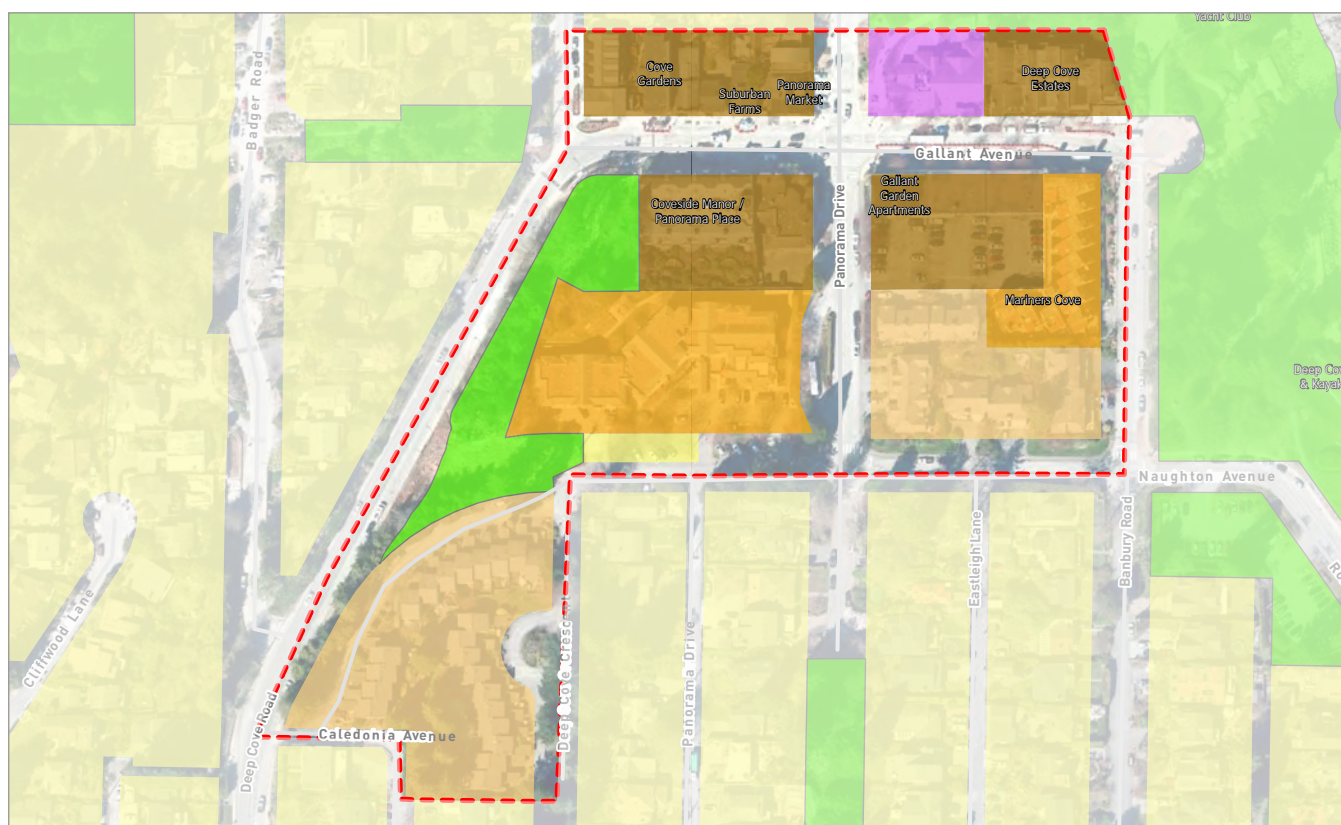 Yacht Club
Badger Road
Cove
Gardens
Suburban
Farms
Panorama
Market
Deep Cove
Estates
Gallant Avenue
Coveside Manor /
Panorama Place
Panorama Drive
Gallant
Garden
Apartments
Mariners Cove
Deep Co
& Kayak
Naughton Avenue
Banbury Road
Eastleigh Lane
Cliffwood Lane
Deep Cove Crescent
Panorama Drive
Deep Cove Road
Caledonia Avenue